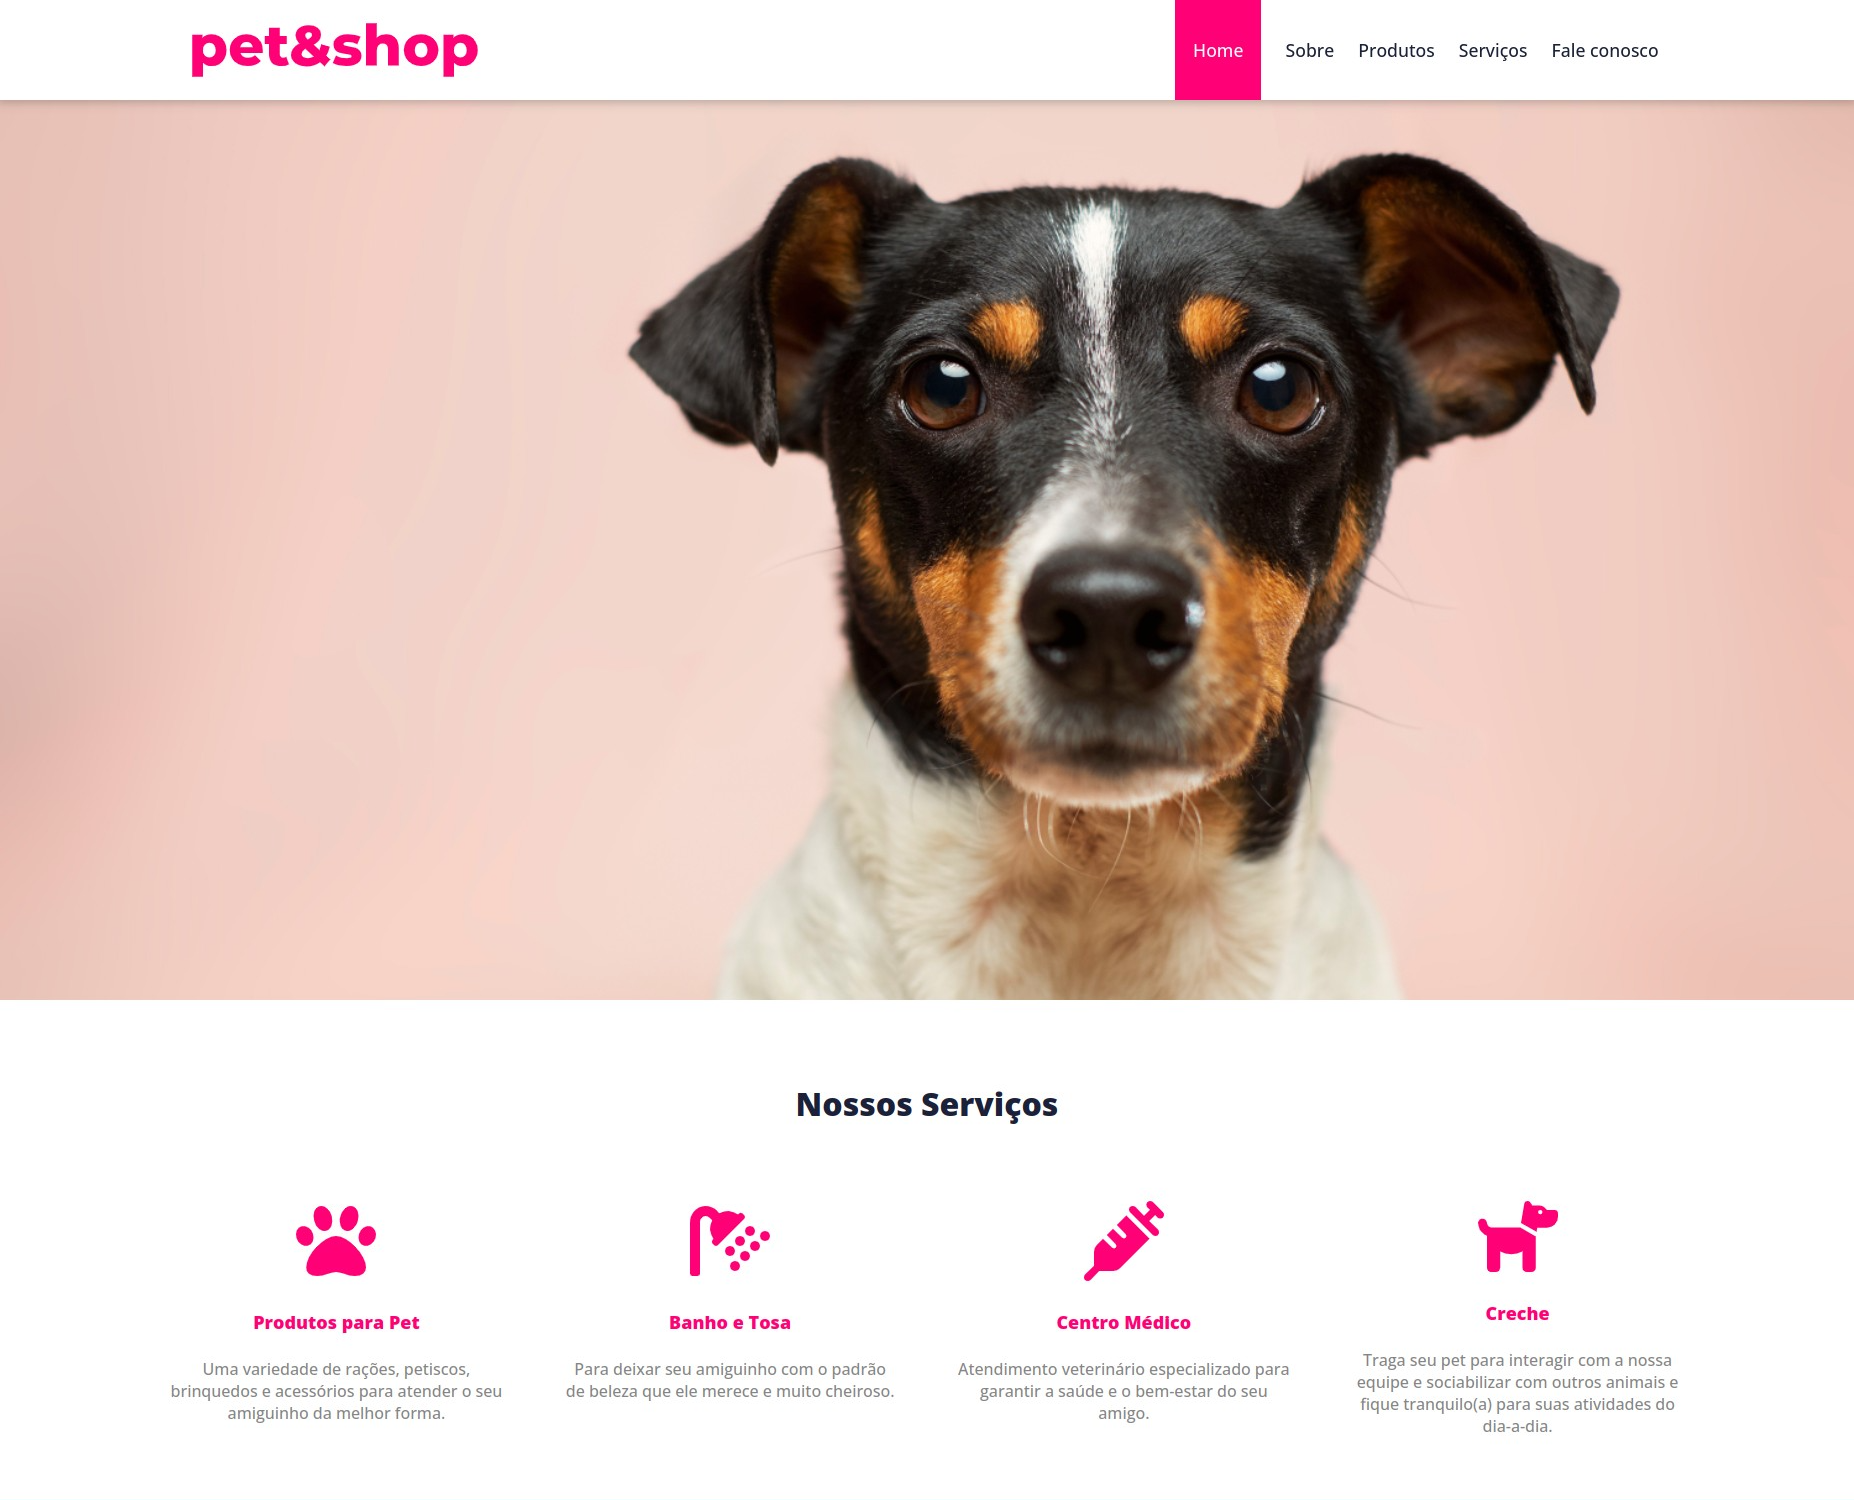 pet&shop
Home Sobre Produtos Serviços Fale conosco
Nossos Serviços
Produtos para Pet
Uma variedade de rações, petiscos,
brinquedos e acessórios para atender o seu
amiguinho da melhor forma.
Banho e Tosa
Para deixar seu amiguinho com o padrão
de beleza que ele merece e muito cheiroso.
Centro Médico
Atendimento veterinário especializado para
garantir a saúde e o bem-estar do seu
amigo.
Creche
Traga seu pet para interagir com a nossa
equipe e sociabilizar com outros animais e
fique tranquilo(a) para suas atividades do
dia-a-dia.